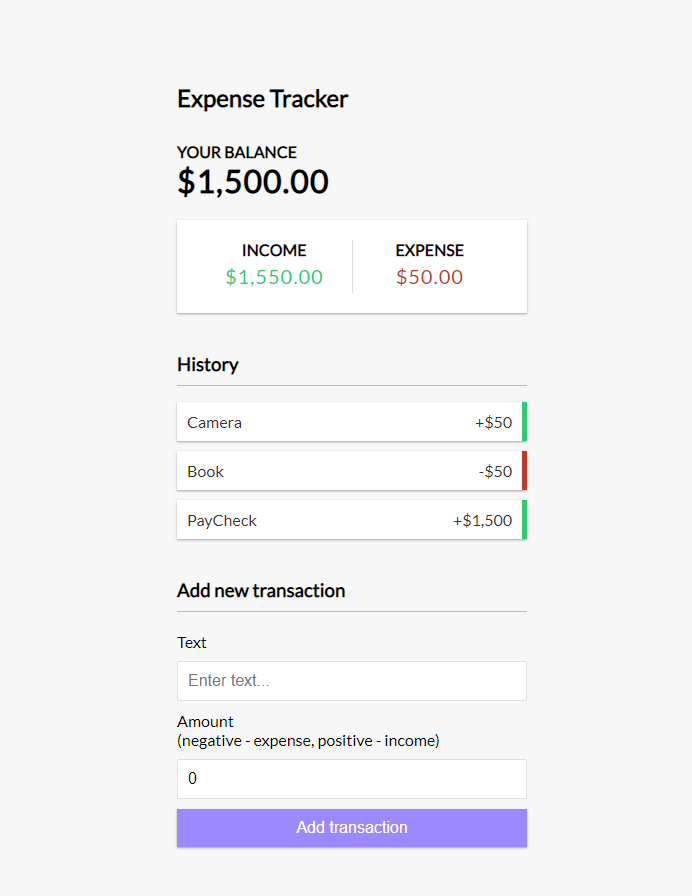 Expense Tracker
YOUR BALANCE
$1,500.00
INCOME EXPENSE
$1,550.00 $50.00
History
Camera +$50
Book -$50
PayCheck +$1,500
Add new transaction
Text
Enter text...
Amount
(negative - expense, positive - income)
0
Add transaction